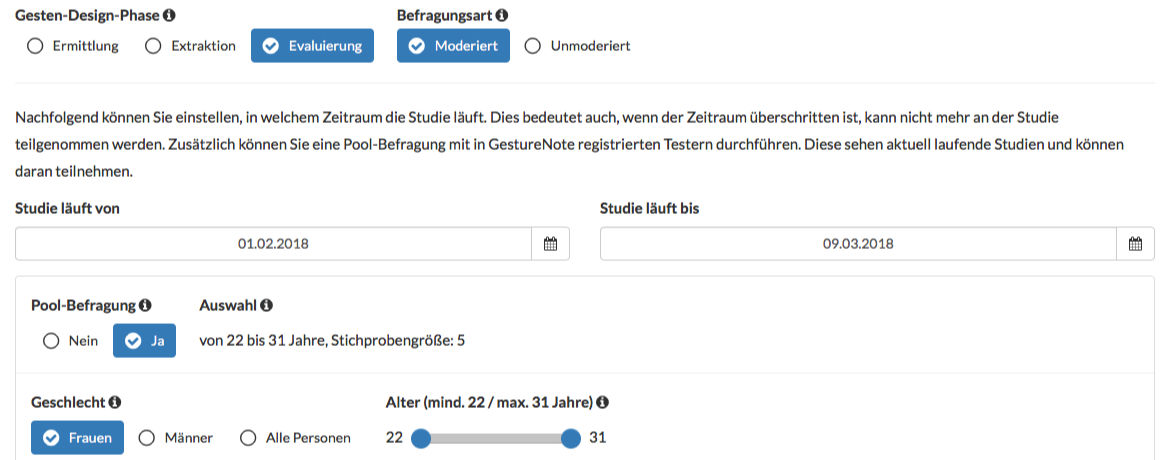 Gesten-Design-Phase Befragungsart
Ermittlung Extraktion Evaluierung Moderiert Unmoderiert
Nachfolgend können Sie einstellen, in welchem Zeitraum die Studie läuft. Dies bedeutet auch, wenn der Zeitraum überschritten ist, kann nicht mehr an der Studie
teilgenommen werden. Zusätzlich können Sie eine Pool-Befragung mit in GestureNote registrierten Testern durchführen. Diese sehen aktuell laufende Studien und können
daran teilnehmen.
Studie läuft von Studie läuft bis
01.02.2018 09.03.2018
Pool-Befragung Auswahl
Nein Ja von 22 bis 31 Jahre, Stichprobengröße: 5
Geschlecht Alter (mind. 22 / max. 31 Jahre)
Frauen Männer Alle Personen 22 31